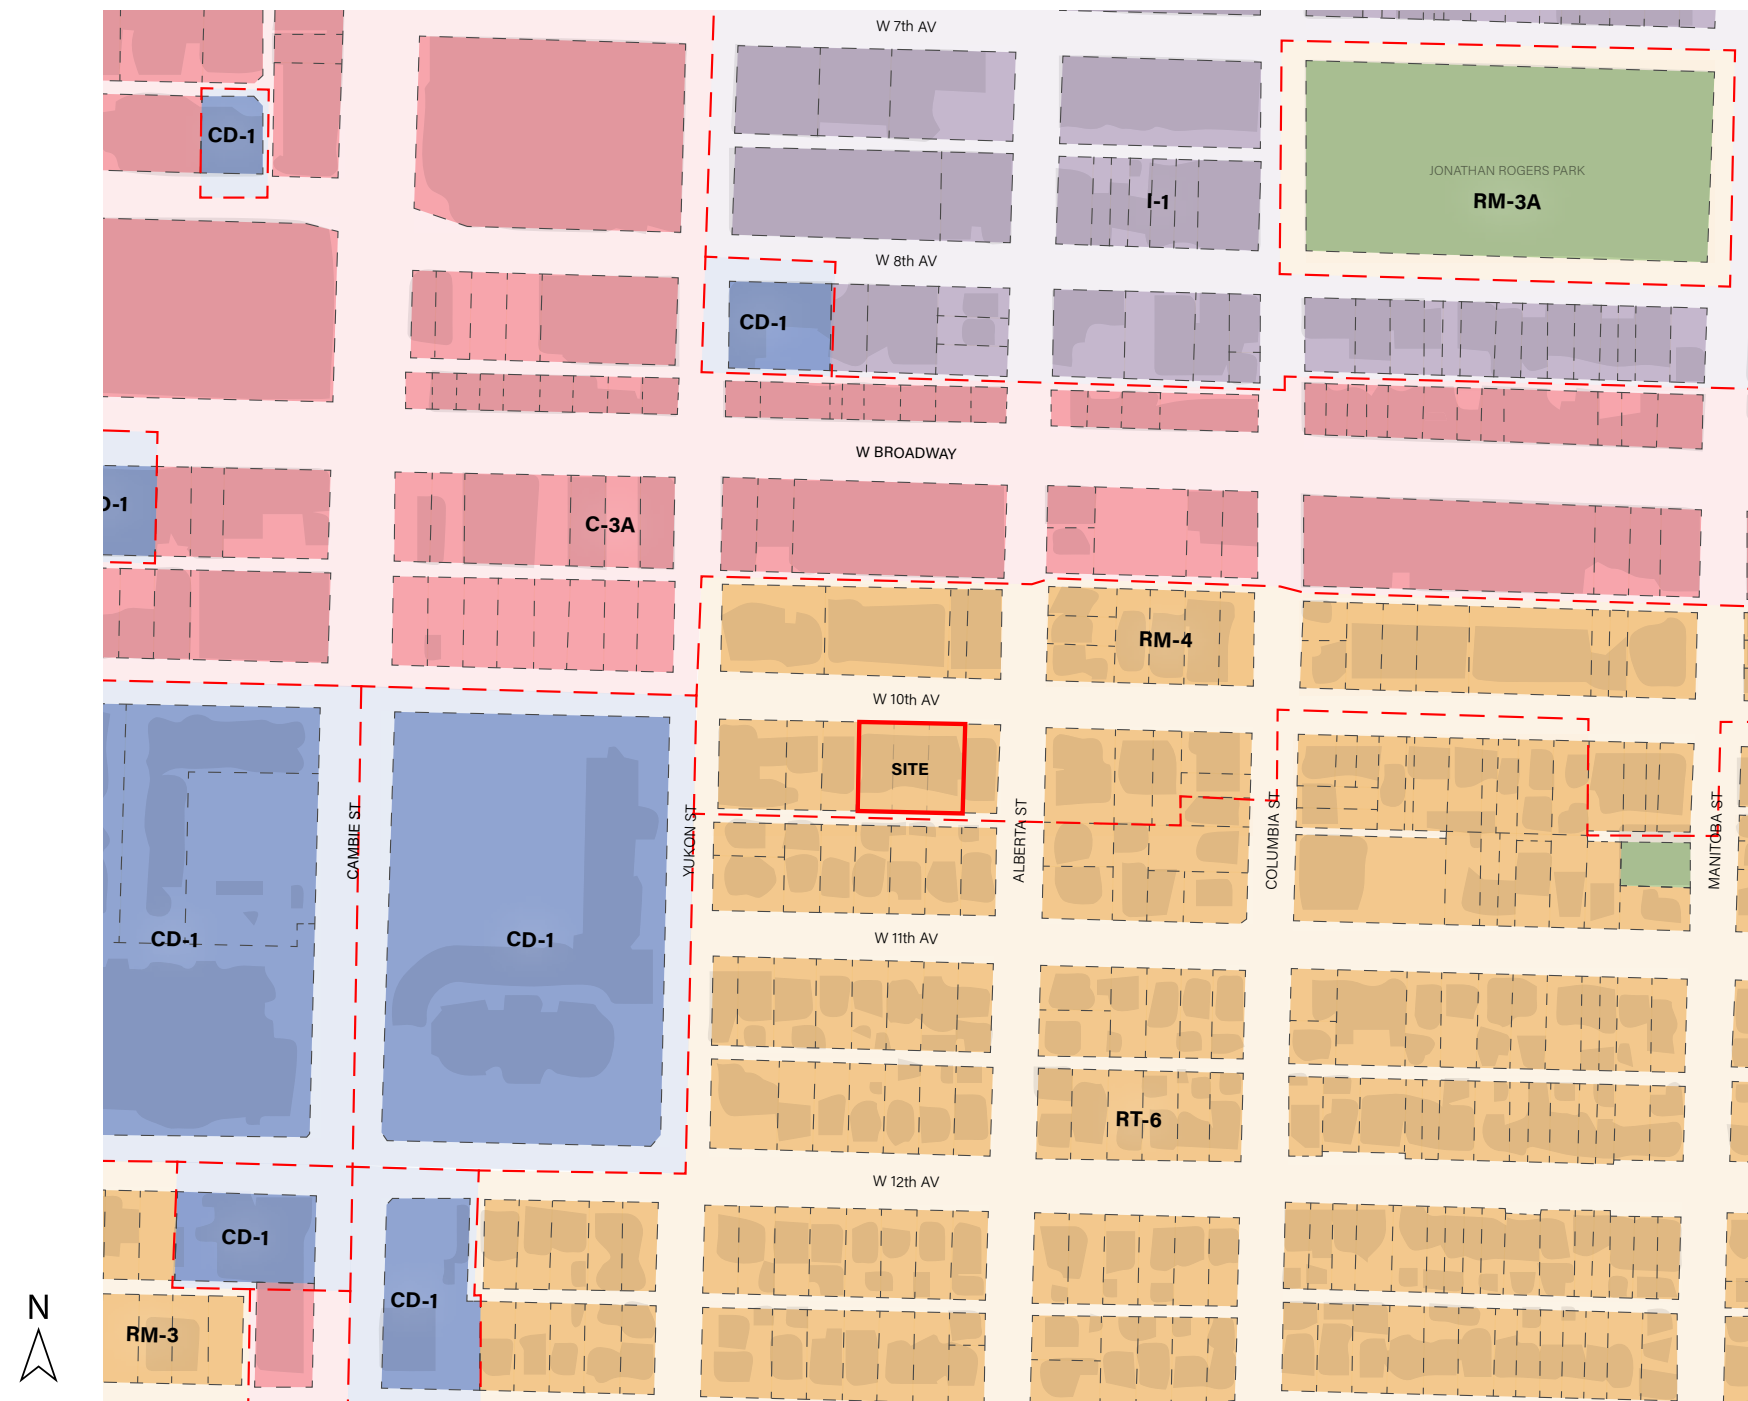 W 7th AV
CD-1
JONATHAN ROGERS PARK
I-1
RM-3A
W 8th AV
CD-1
W BROADWAY
D-1
C-3A
RM-4
W 10th AV
SITE
CAMBIE ST
YUKON ST
ALBERTA ST
COLUMBIA ST
MANITOBA ST
CD-1
CD-1
W 11th AV
RT-6
W 12th AV
CD-1
CD-1
N
RM-3